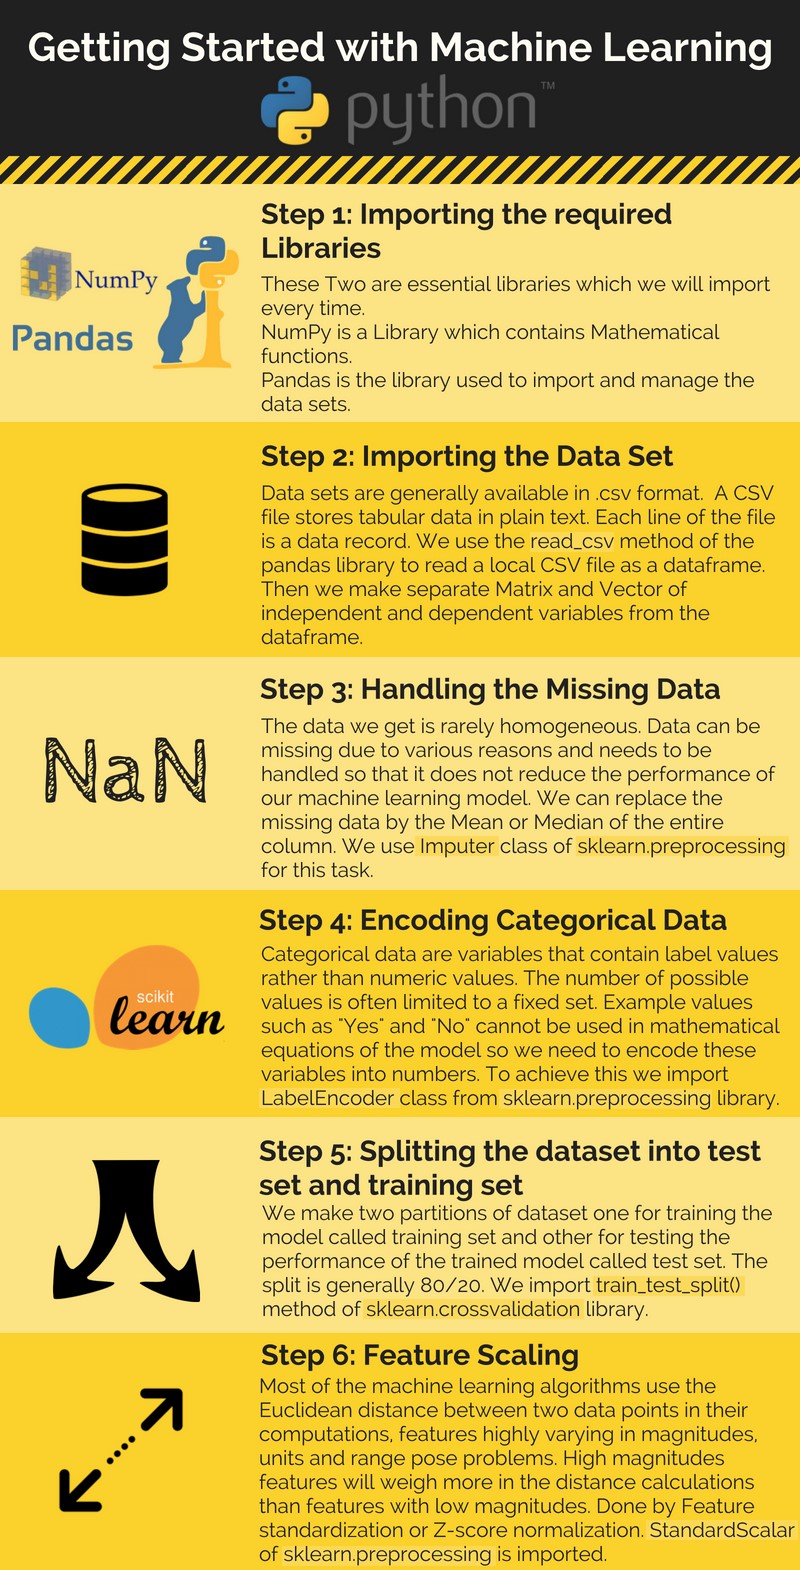 Getting Started with Machine Learning
python™
Step 1: Importing the required
Libraries
NumPy
Pandas
These Two are essential libraries which we will import
every time.
NumPy is a Library which contains Mathematical
functions.
Pandas is the library used to import and manage the
data sets.
Step 2: Importing the Data Set
Data sets are generally available in .csv format. A CSV
file stores tabular data in plain text. Each line of the file
is a data record. We use the read_csv method of the
pandas library to read a local CSV file as a dataframe.
Then we make separate Matrix and Vector of
independent and dependent variables from the
dataframe.
NaN
Step 3: Handling the Missing Data
The data we get is rarely homogeneous. Data can be
missing due to various reasons and needs to be
handled so that it does not reduce the performance of
our machine learning model. We can replace the
missing data by the Mean or Median of the entire
column. We use Imputer class of sklearn.preprocessing
for this task.
scikit
learn
Step 4: Encoding Categorical Data
Categorical data are variables that contain label values
rather than numeric values. The number of possible
values is often limited to a fixed set. Example values
such as "Yes" and "No" cannot be used in mathematical
equations of the model so we need to encode these
variables into numbers. To achieve this we import
LabelEncoder class from sklearn.preprocessing library.
Step 5: Splitting the dataset into test
set and training set
We make two partitions of dataset one for training the
model called training set and other for testing the
performance of the trained model called test set. The
split is generally 80/20. We import train_test_split()
method of sklearn.crossvalidation library.
Step 6: Feature Scaling
Most of the machine learning algorithms use the
Euclidean distance between two data points in their
computations, features highly varying in magnitudes,
units and range pose problems. High magnitudes
features will weigh more in the distance calculations
than features with low magnitudes. Done by Feature
standardization or Z-score normalization. StandardScalar
of sklearn.preprocessing is imported.